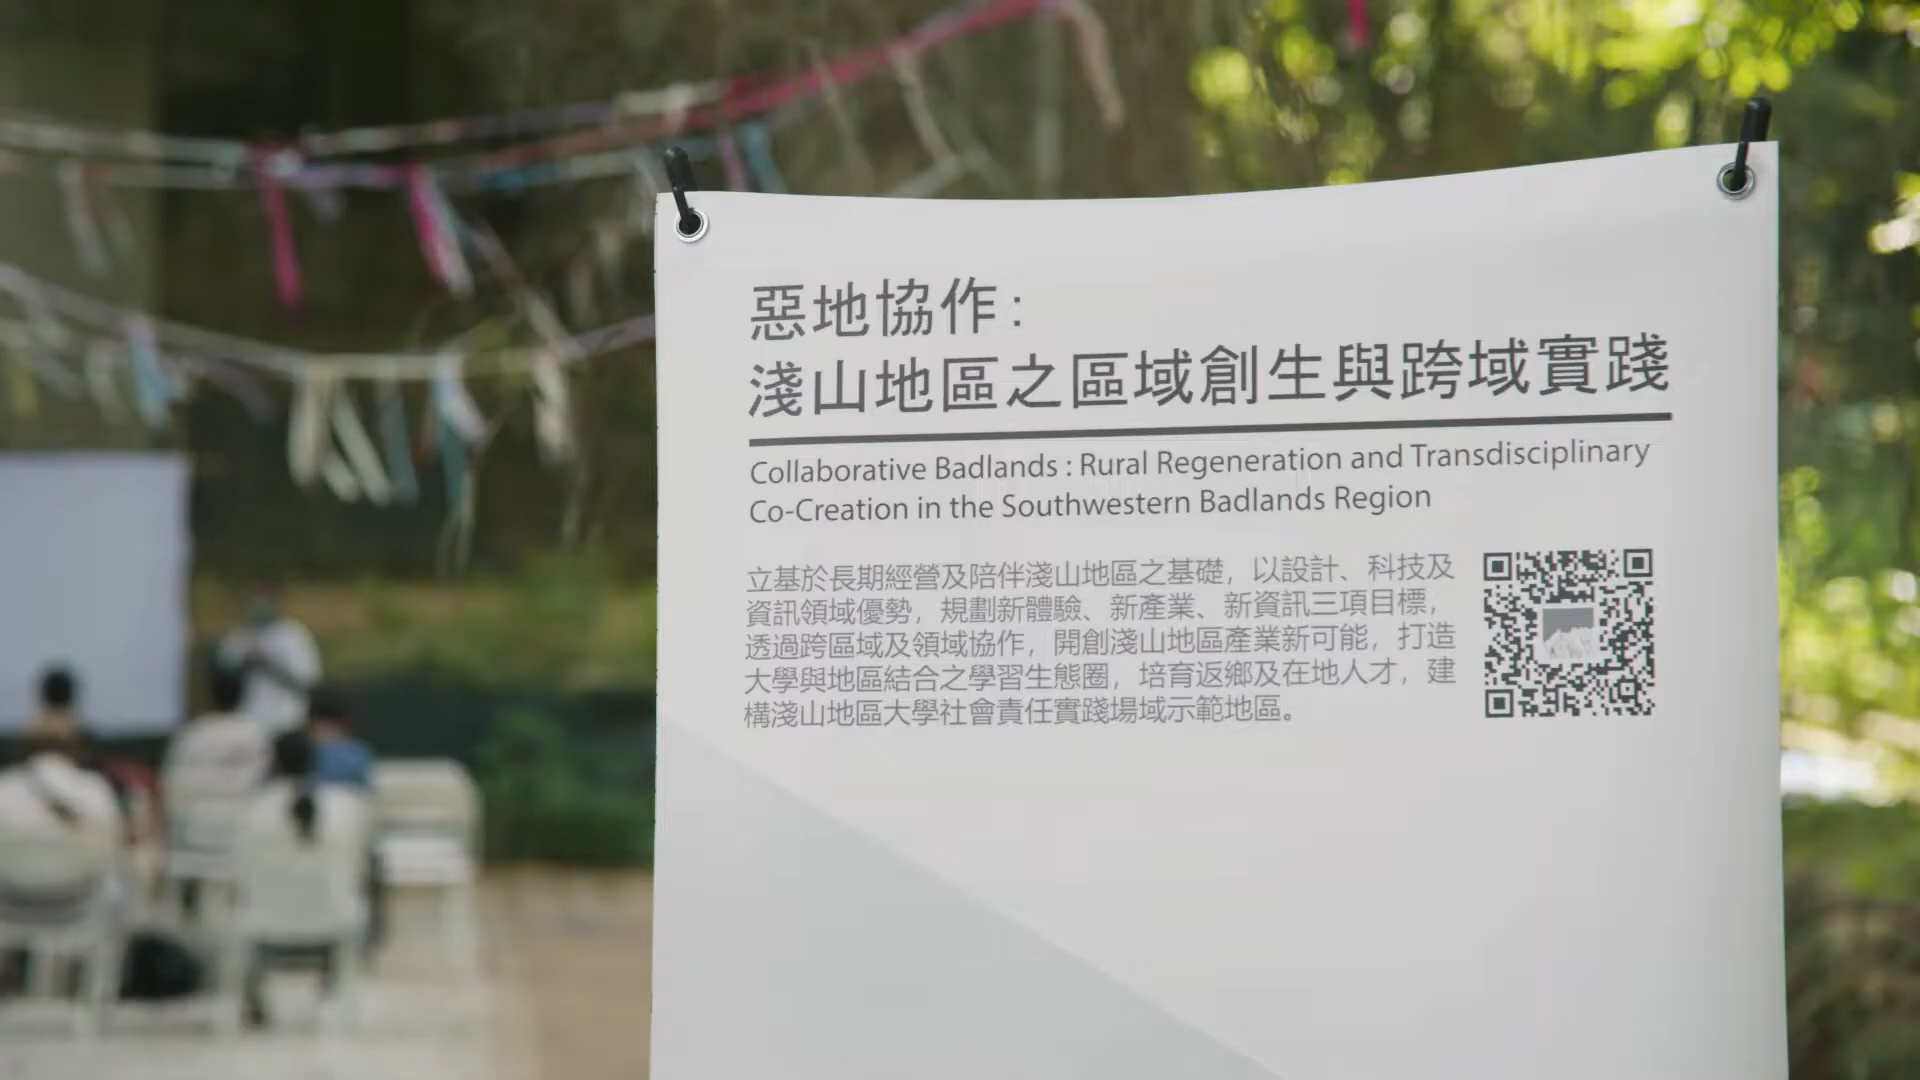 惡地協作：
淺山地區之區域創生與跨域實踐
Collaborative Badlands : Rural Regeneration and Transdisciplinary
Co-Creation in the Southwestern Badlands Region
立基於長期經營及陪伴淺山地區之基礎，以設計、科技及
資訊領域優勢，規劃新體驗、新產業、新資訊三項目標，
透過跨區域及領域協作，開創淺山地區產業新可能，打造
大學與地區結合之學習生態圈，培育返鄉及在地人才，建
構淺山地區大學社會責任實踐場域示範地區。